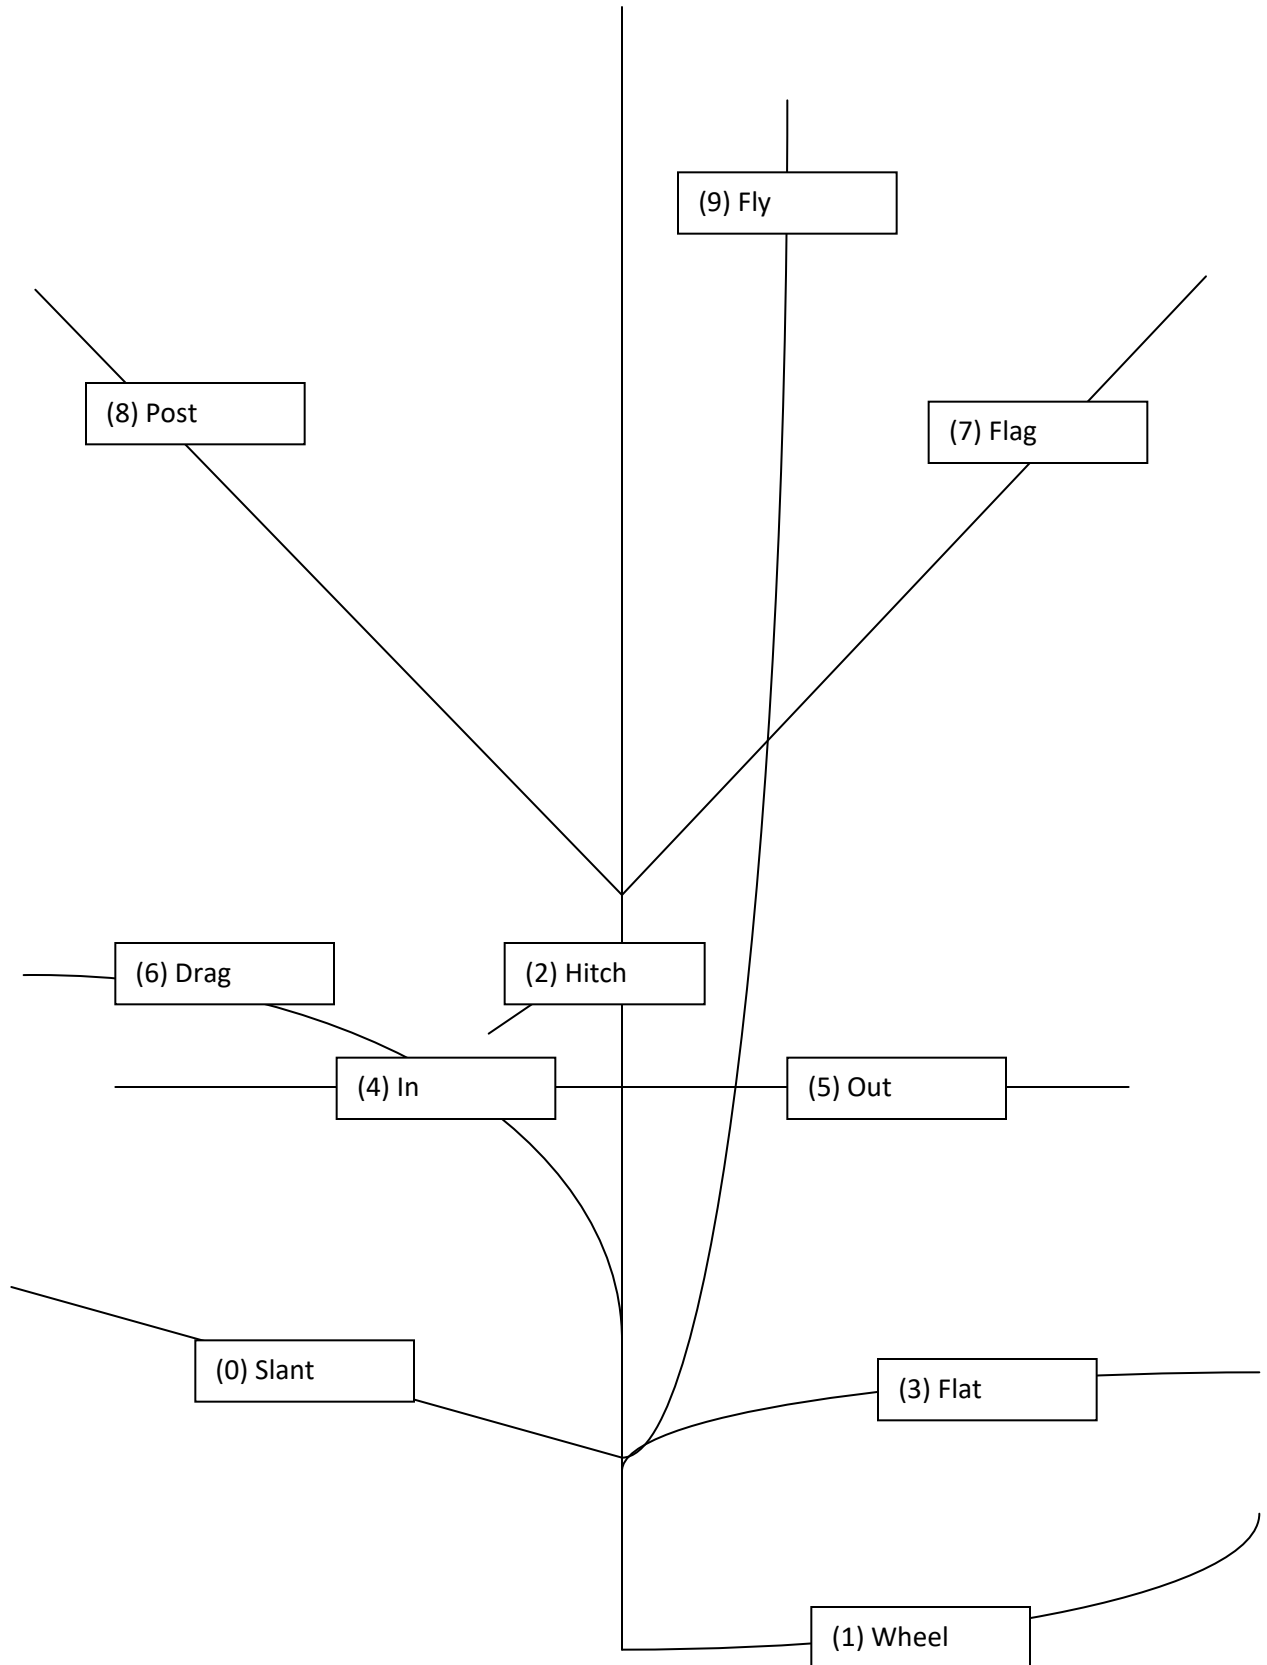 (9) Fly
(8) Post
(7) Flag
(6) Drag
(2) Hitch
(4) In
(5) Out
(0) Slant
(3) Flat
(1) Wheel